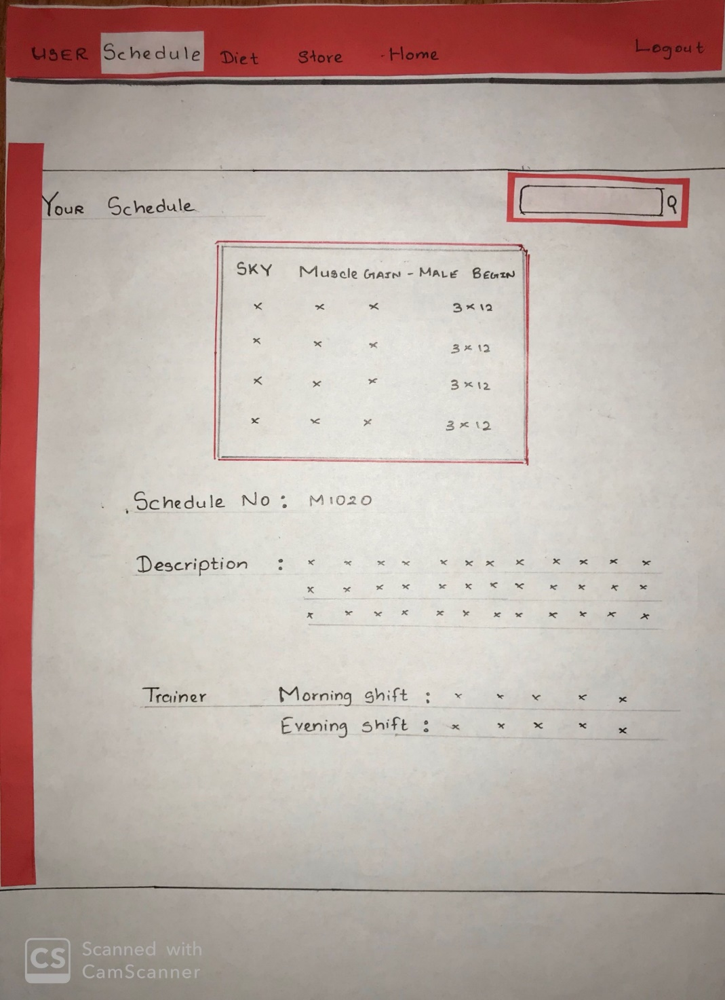 USER Schedule Diet Store Home Logout
Your Schedule
SKY Muscle GAIN - MALE BEGIN
x x x 3 x 12
x x x 3 x 12
x x x 3 x 12
x x x 3 x 12
Schedule No : M1020
Description : x x x x x x x x x x x x
x x x x x x x x x x x x
x x x x x x x x x x x x
Trainer Morning shift : x x x x x
Evening shift : x x x x x
CS Scanned with
CamScanner